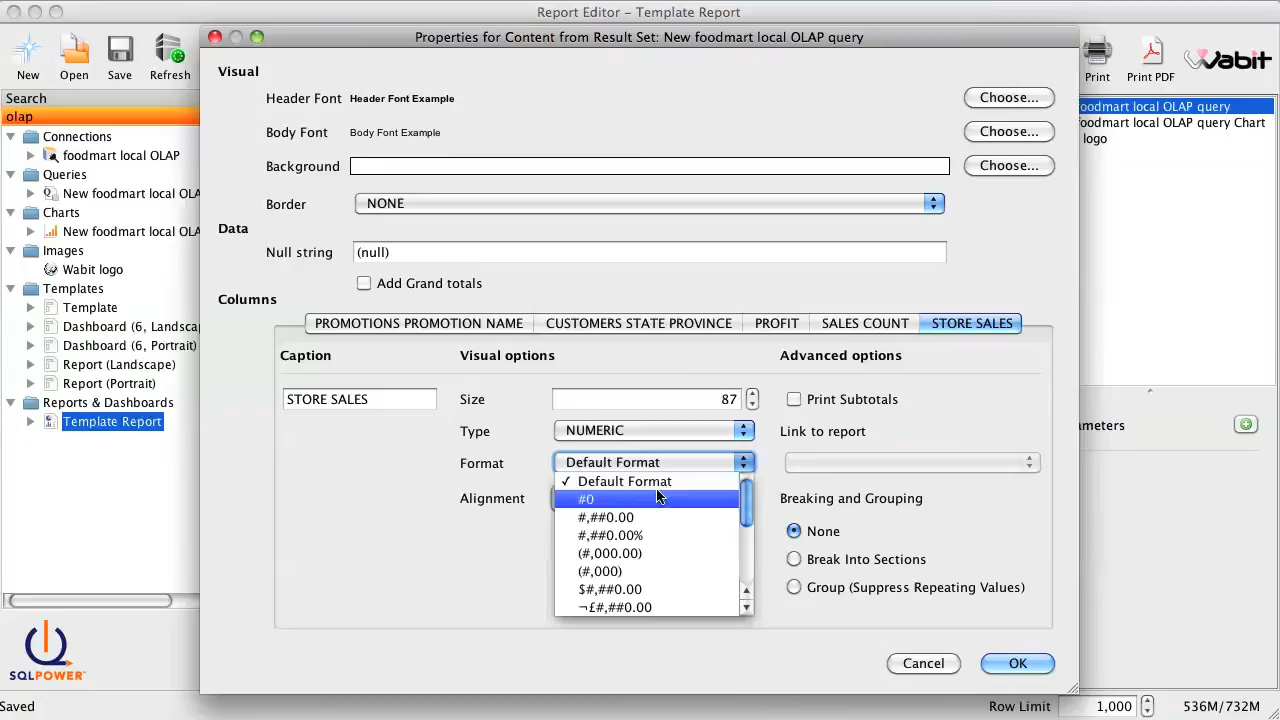 Report Editor - Template Report
Properties for Content from Result Set: New foodmart local OLAP query
New
Open
Save
Refresh
Print
Print PDF
Wabit
Search
olap
Connections
foodmart local OLAP
Queries
New foodmart local OLA
Charts
New foodmart local OLA
Images
Wabit logo
Templates
Template
Dashboard (6, Landscap
Dashboard (6, Portrait)
Report (Landscape)
Report (Portrait)
Reports & Dashboards
Template Report
SQLPOWER
Saved
Visual
Header Font Header Font Example Choose...
Body Font Body Font Example Choose...
Background Choose...
Border NONE
Data
Null string (null)
Add Grand totals
Columns
PROMOTIONS PROMOTION NAME CUSTOMERS STATE PROVINCE PROFIT SALES COUNT STORE SALES
Caption
STORE SALES
Visual options
Size 87
Type NUMERIC
Format Default Format
Alignment
✓ Default Format
#0
#,##0.00
#,##0.00%
(#,000.00)
(#,000)
$#,##0.00
¬£#,##0.00
Advanced options
Print Subtotals
Link to report
Breaking and Grouping
None
Break Into Sections
Group (Suppress Repeating Values)
Cancel OK
oodmart local OLAP query
oodmart local OLAP query Chart
logo
ameters
Row Limit 1,000 536M/732M